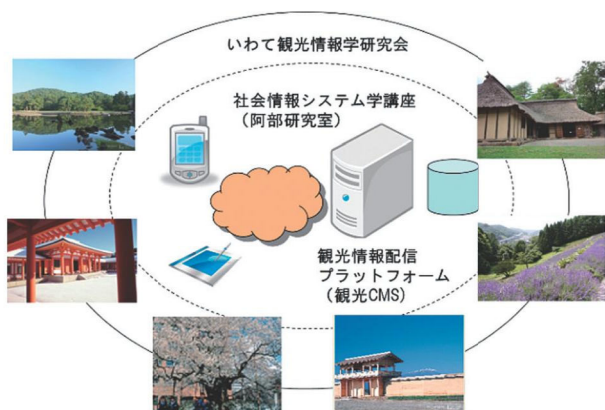 いわて観光情報学研究会
社会情報システム学講座
（阿部研究室）
観光情報配信
プラットフォーム
（観光CMS）